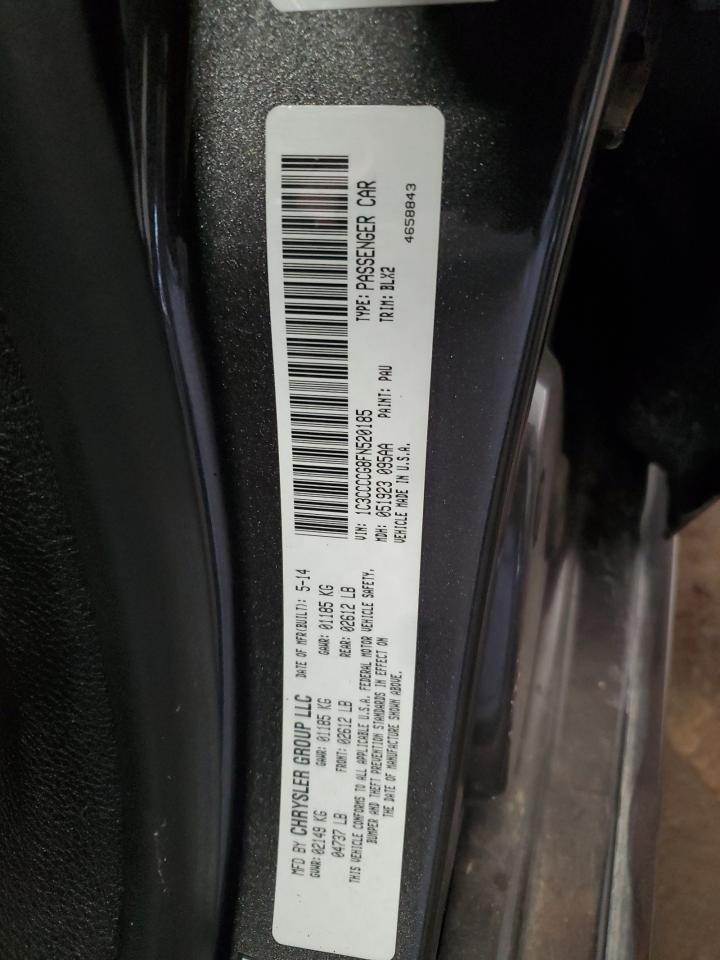 MFD BY CHRYSLER GROUP LLC DATE OF MFR(BUILT): 5-14
GVWR: 02149 KG GAWR: 01185 KG GAWR: 01185 KG
04737 LB FRONT: 02612 LB REAR: 02612 LB
THIS VEHICLE CONFORMS TO ALL APPLICABLE U.S.A. FEDERAL MOTOR VEHICLE SAFETY,
BUMPER AND THEFT PREVENTION STANDARDS IN EFFECT ON
THE DATE OF MANUFACTURE SHOWN ABOVE.
VIN: 1C3CCCCG8FN520185 TYPE: PASSENGER CAR
MDH: 051923 095AA PAINT: PAU TRIM: BLX2
VEHICLE MADE IN U.S.A.
4658843